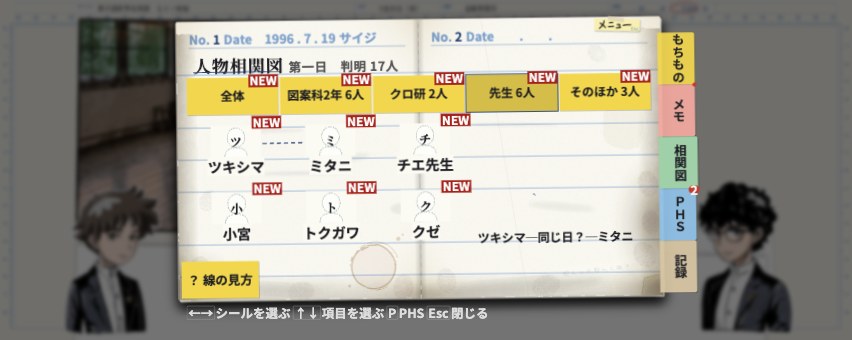 メニュー
No. 1 Date 1996 . 7 . 19 サイジ
No. 2 Date . .
人物相関図 第一日 判明 17人
NEW NEW NEW NEW NEW
全体 図案科2年 6人 クロ研 2人 先生 6人 そのほか 3人
NEW NEW NEW
ツ ミ チ
ツキシマ ミタニ チエ先生
NEW NEW NEW
小 ト ク
小宮 トクガワ クゼ
ツキシマ―同じ日？―ミタニ
？ 線の見方
もちもの
メモ
相関図
2
PHS
記録
←→ シールを選ぶ ↑↓ 項目を選ぶ P PHS Esc 閉じる